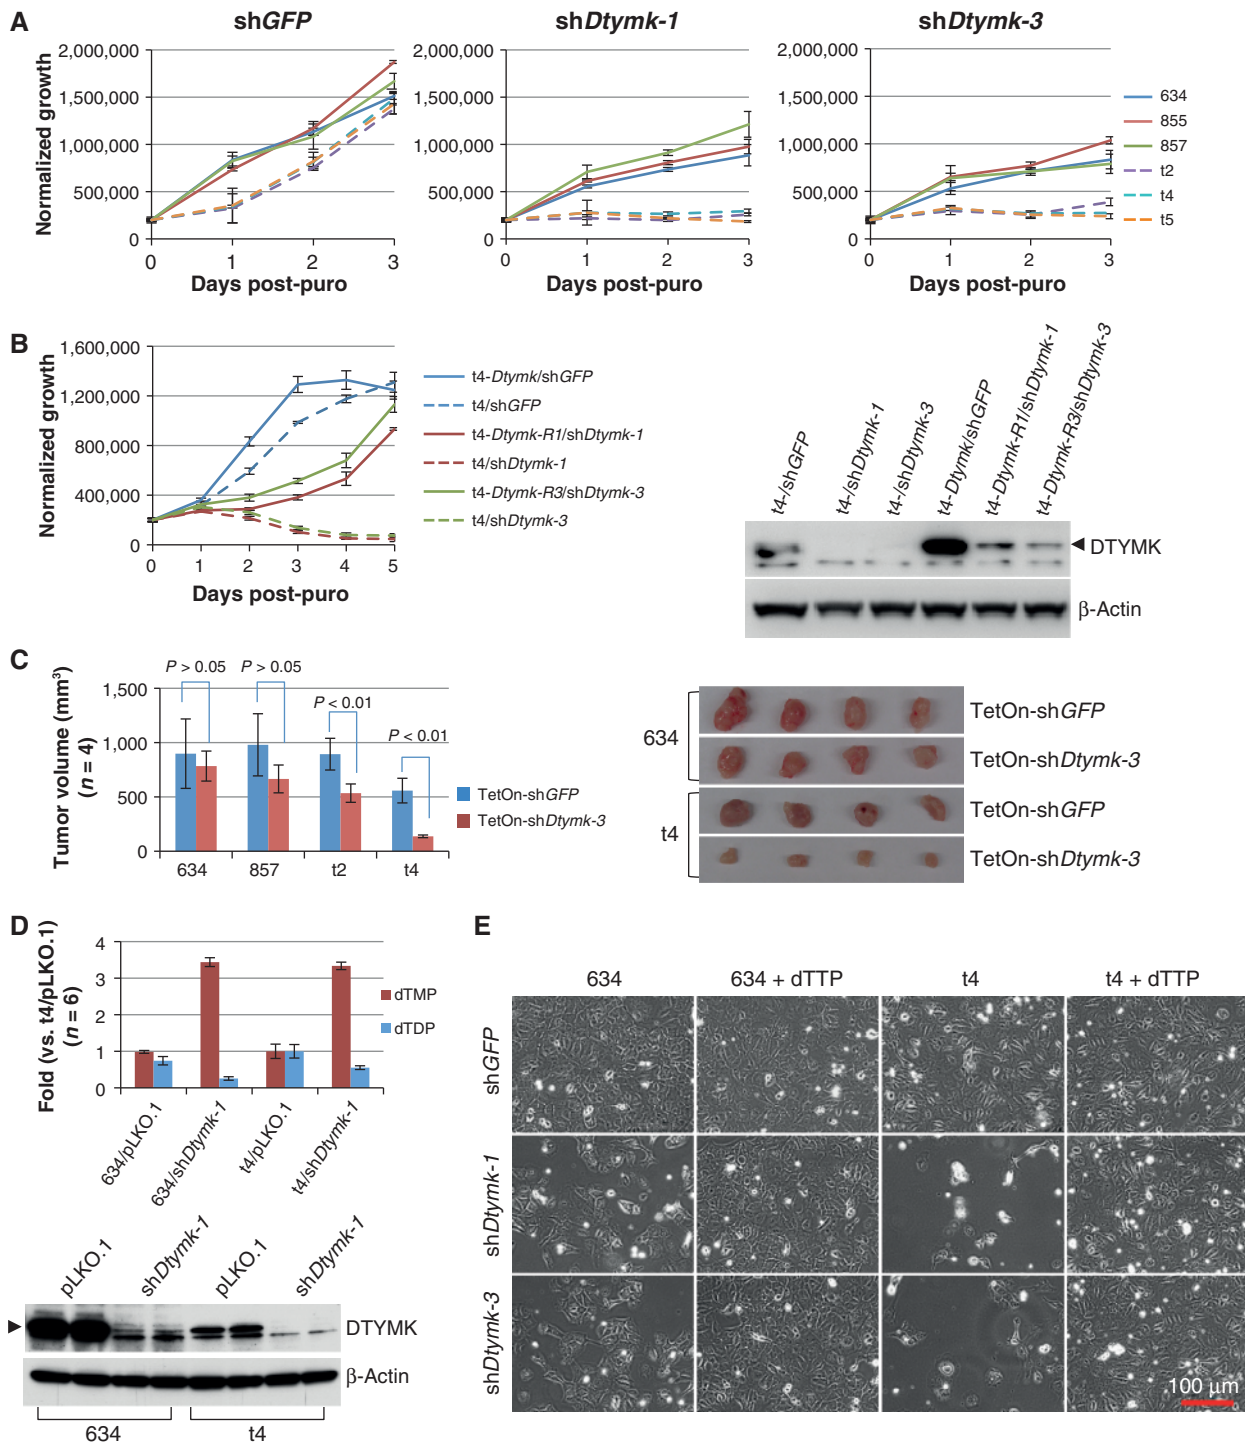 A
shGFP
shDtymk-1
shDtymk-3
Normalized growth
2,000,000
1,500,000
1,000,000
500,000
0
0 1 2 3
Days post-puro
2,000,000
1,500,000
1,000,000
500,000
0
0 1 2 3
Days post-puro
2,000,000
1,500,000
1,000,000
500,000
0
0 1 2 3
Days post-puro
634
855
857
t2
t4
t5
B
Normalized growth
1,600,000
1,200,000
800,000
400,000
0
0 1 2 3 4 5
Days post-puro
t4-Dtymk/shGFP
t4/shGFP
t4-Dtymk-R1/shDtymk-1
t4/shDtymk-1
t4-Dtymk-R3/shDtymk-3
t4/shDtymk-3
t4-/shGFP
t4-/shDtymk-1
t4-/shDtymk-3
t4-Dtymk/shGFP
t4-Dtymk-R1/shDtymk-1
t4-Dtymk-R3/shDtymk-3
DTYMK
β-Actin
C
Tumor volume (mm³)
(n = 4)
1,500
1,000
500
0
P > 0.05
P > 0.05
P < 0.01
P < 0.01
634 857 t2 t4
TetOn-shGFP
TetOn-shDtymk-3
634
t4
TetOn-shGFP
TetOn-shDtymk-3
TetOn-shGFP
TetOn-shDtymk-3
D
Fold (vs. t4/pLKO.1)
(n = 6)
4
3
2
1
0
dTMP
dTDP
634/pLKO.1
634/shDtymk-1
t4/pLKO.1
t4/shDtymk-1
pLKO.1
shDtymk-1
pLKO.1
shDtymk-1
DTYMK
β-Actin
634
t4
E
634
634 + dTTP
t4
t4 + dTTP
shGFP
shDtymk-1
shDtymk-3
100 μm